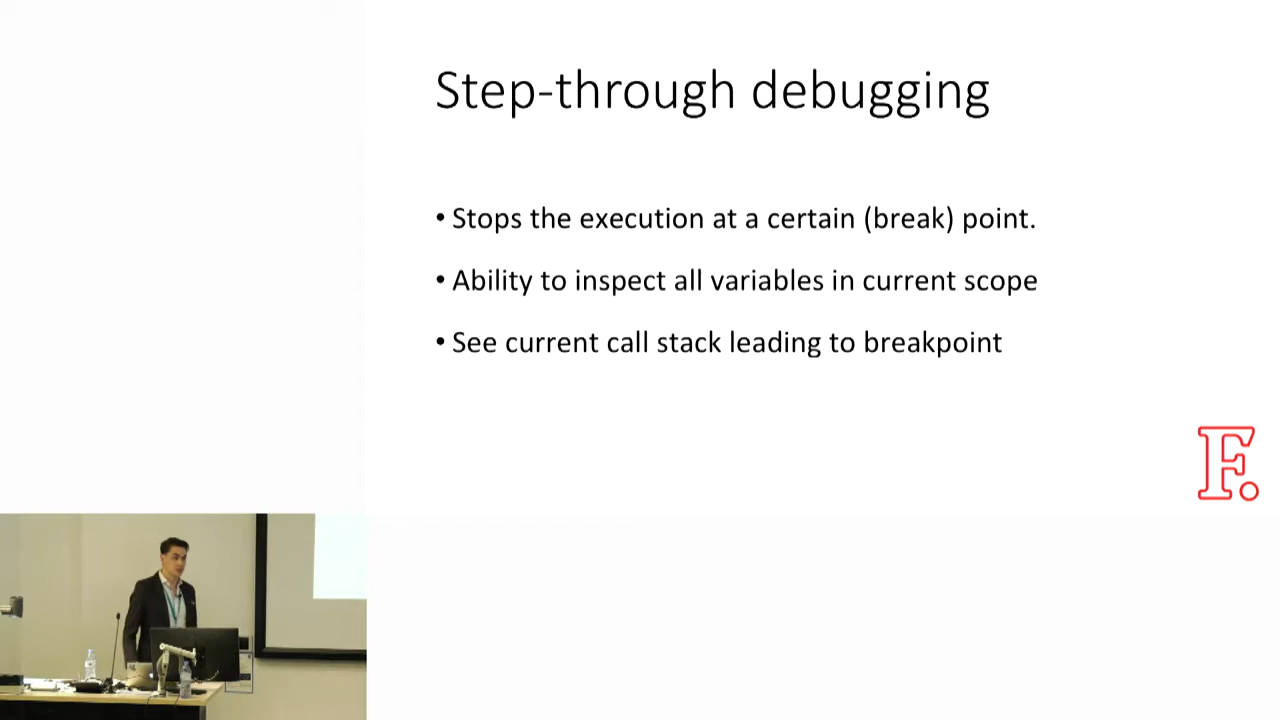 Step-through debugging
• Stops the execution at a certain (break) point.
• Ability to inspect all variables in current scope
• See current call stack leading to breakpoint
F.